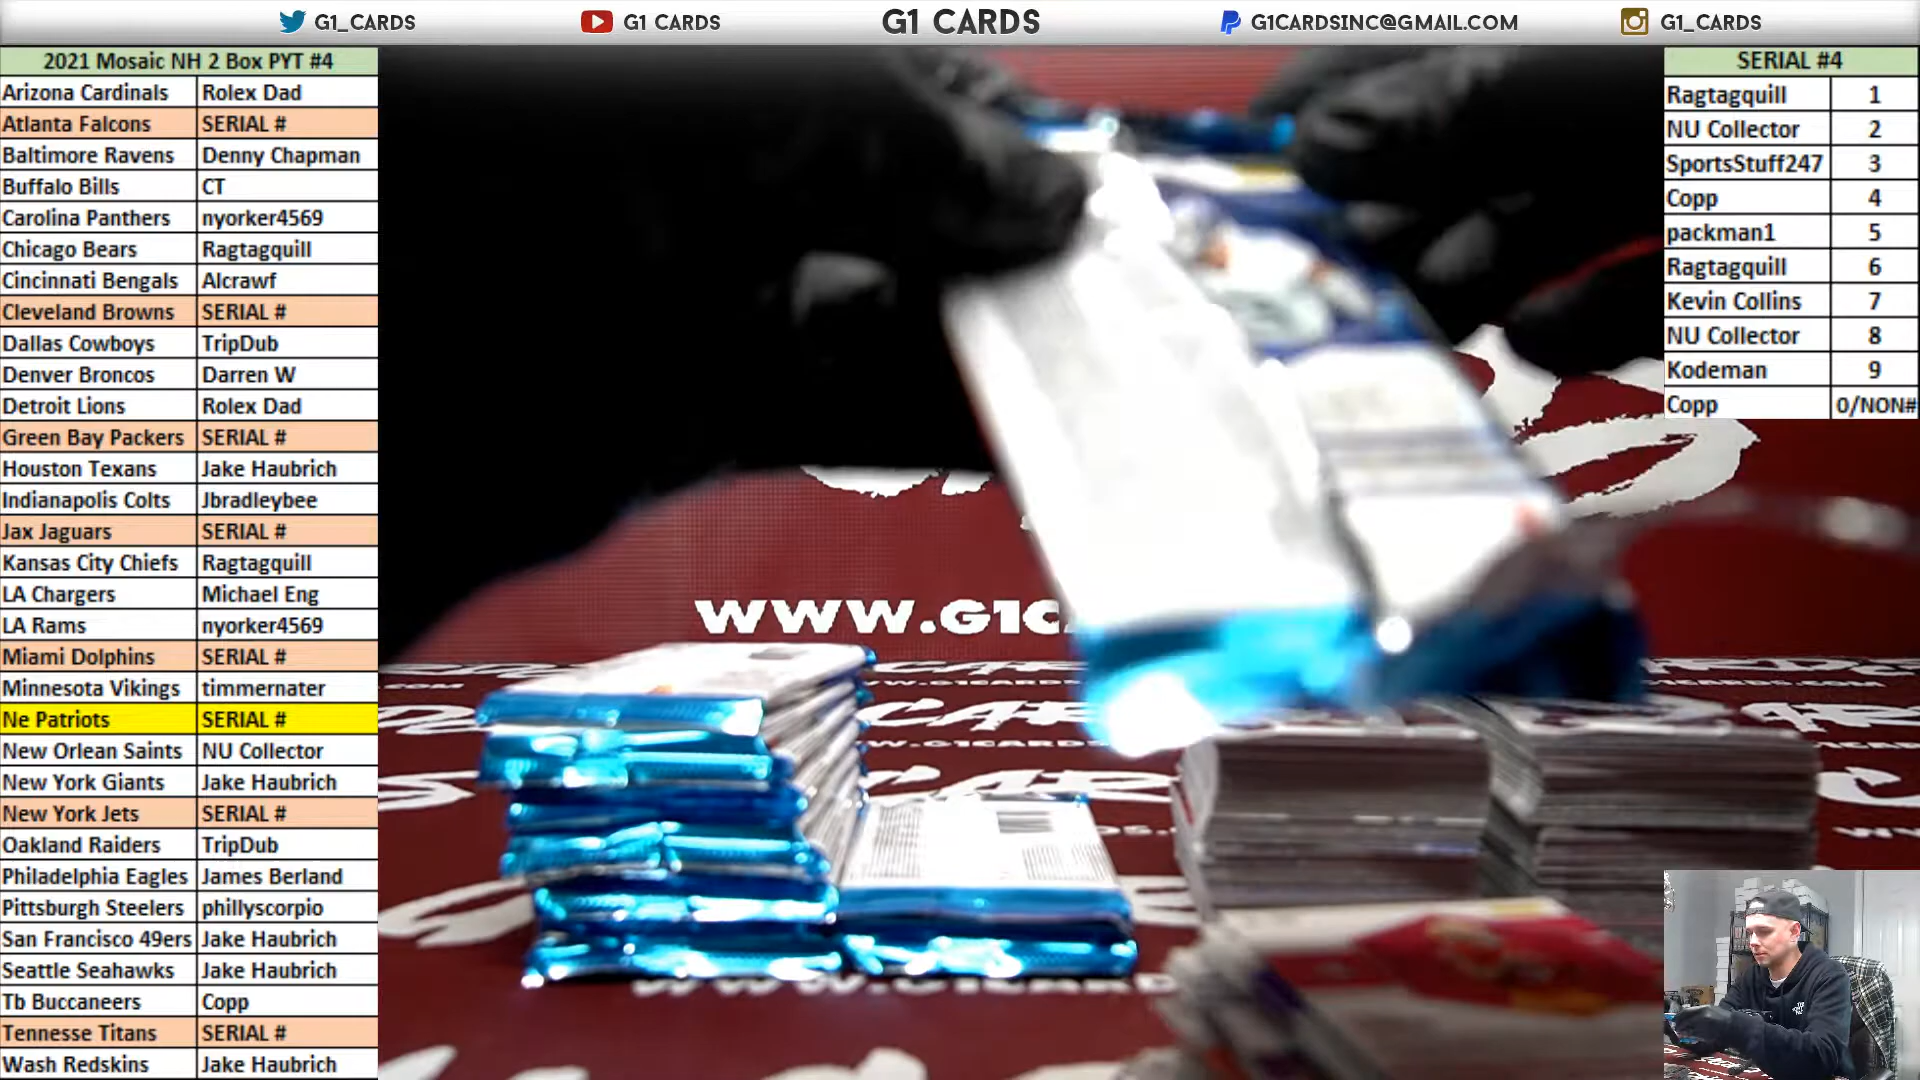 G1_CARDS G1 CARDS G1 CARDS G1CARDSINC@GMAIL.COM G1_CARDS
2021 Mosaic NH 2 Box PYT #4
Arizona Cardinals Rolex Dad
Atlanta Falcons SERIAL #
Baltimore Ravens Denny Chapman
Buffalo Bills CT
Carolina Panthers nyorker4569
Chicago Bears Ragtagquill
Cincinnati Bengals Alcrawf
Cleveland Browns SERIAL #
Dallas Cowboys TripDub
Denver Broncos Darren W
Detroit Lions Rolex Dad
Green Bay Packers SERIAL #
Houston Texans Jake Haubrich
Indianapolis Colts Jbradleybee
Jax Jaguars SERIAL #
Kansas City Chiefs Ragtagquill
LA Chargers Michael Eng
LA Rams nyorker4569
Miami Dolphins SERIAL #
Minnesota Vikings timmernater
Ne Patriots SERIAL #
New Orlean Saints NU Collector
New York Giants Jake Haubrich
New York Jets SERIAL #
Oakland Raiders TripDub
Philadelphia Eagles James Berland
Pittsburgh Steelers phillyscorpio
San Francisco 49ers Jake Haubrich
Seattle Seahawks Jake Haubrich
Tb Buccaneers Copp
Tennesse Titans SERIAL #
Wash Redskins Jake Haubrich
SERIAL #4
Ragtagquill 1
NU Collector 2
SportsStuff247 3
Copp 4
packman1 5
Ragtagquill 6
Kevin Collins 7
NU Collector 8
Kodeman 9
Copp 0/NON#
WWW.G1C